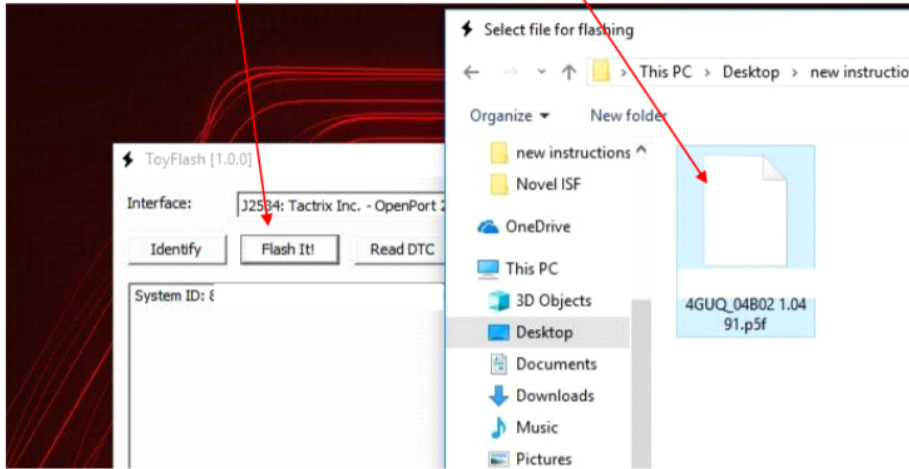 Select file for flashing
This PC > Desktop > new instructio
Organize
New folder
ToyFlash [1.0.0]
Interface:
J2534: Tactrix Inc. - OpenPort 2
Identify
Flash It!
Read DTC
System ID: 8
new instructions
Novel ISF
OneDrive
This PC
3D Objects
Desktop
Documents
Downloads
Music
Pictures
4GUQ_04B02 1.04
91.p5f